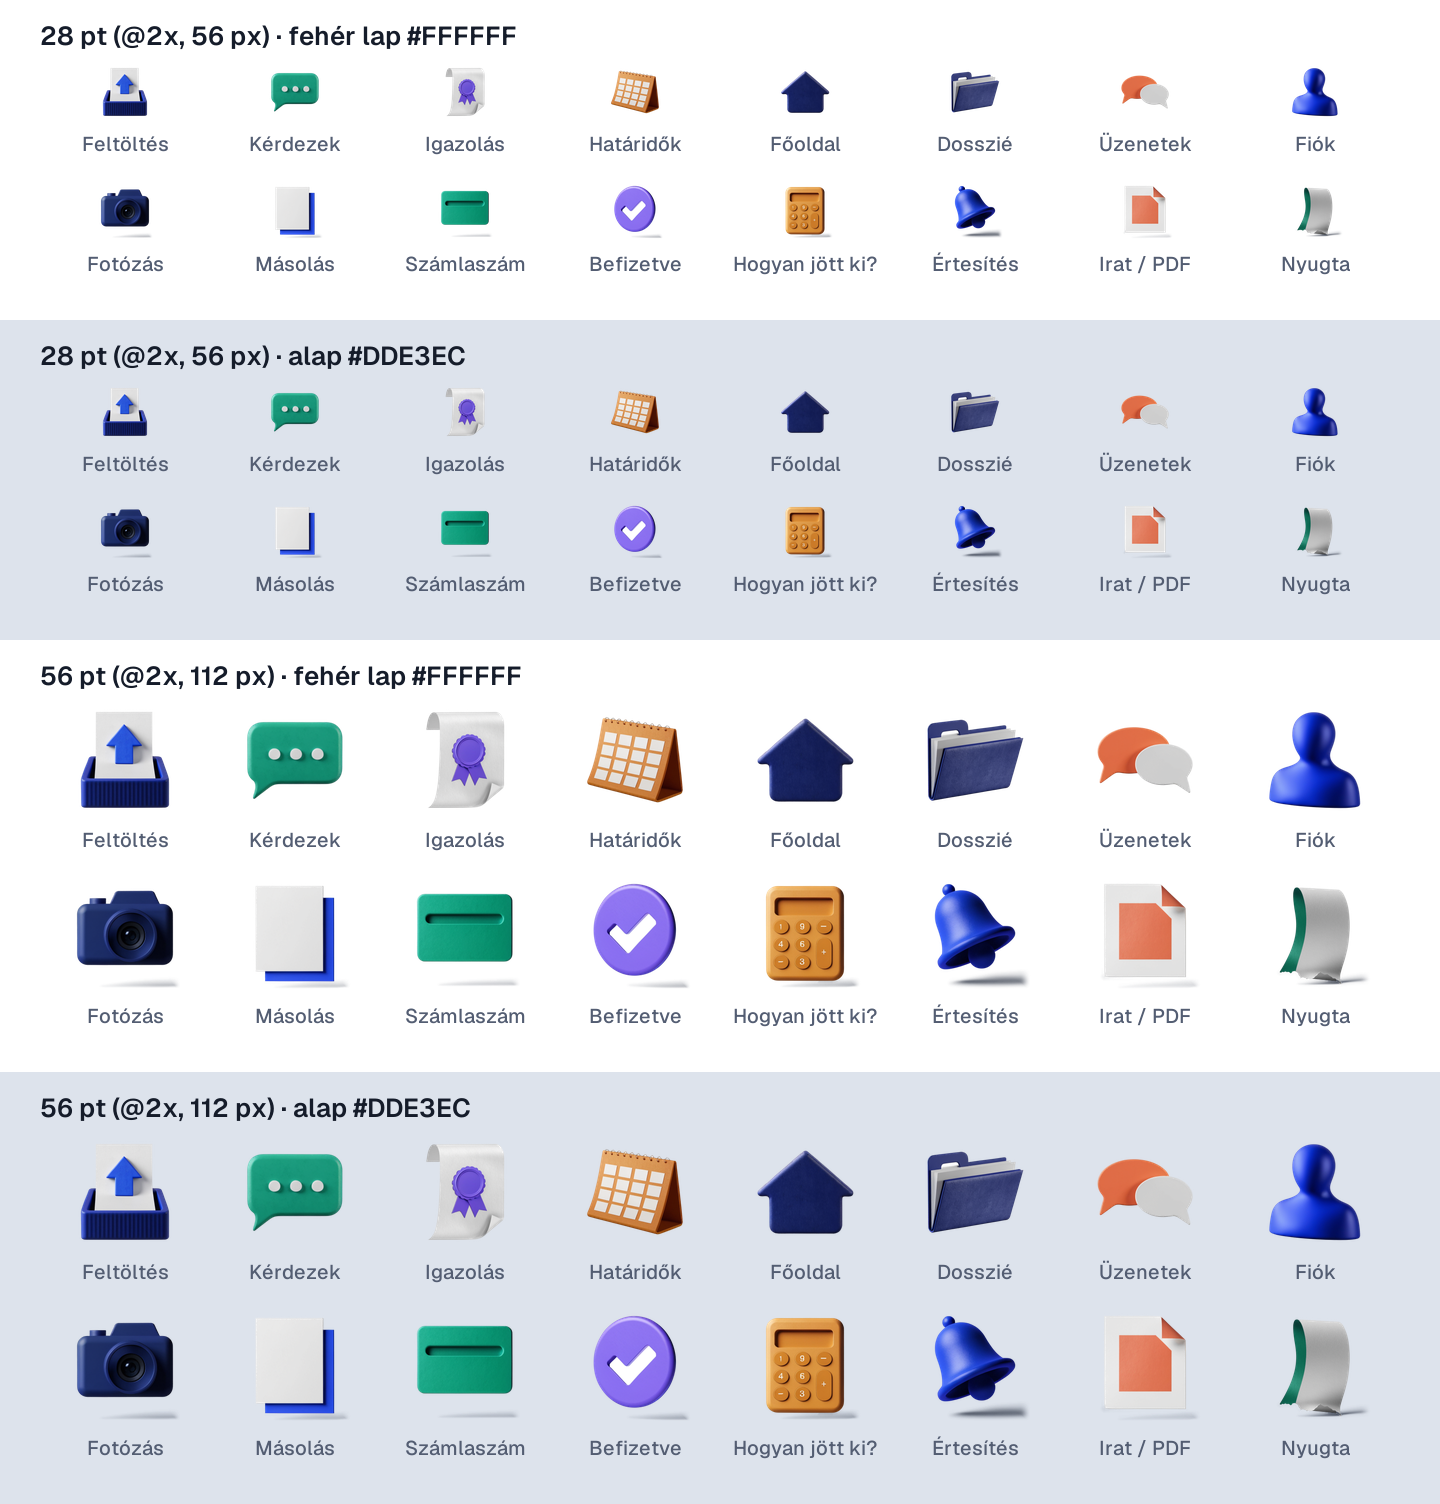 28 pt (@2x, 56 px) · fehér lap #FFFFFF
Feltöltés Kérdezek Igazolás Határidők Főoldal Dosszié Üzenetek Fiók
Fotózás Másolás Számlaszám Befizetve Hogyan jött ki? Értesítés Irat / PDF Nyugta
28 pt (@2x, 56 px) · alap #DDE3EC
Feltöltés Kérdezek Igazolás Határidők Főoldal Dosszié Üzenetek Fiók
Fotózás Másolás Számlaszám Befizetve Hogyan jött ki? Értesítés Irat / PDF Nyugta
56 pt (@2x, 112 px) · fehér lap #FFFFFF
Feltöltés Kérdezek Igazolás Határidők Főoldal Dosszié Üzenetek Fiók
Fotózás Másolás Számlaszám Befizetve Hogyan jött ki? Értesítés Irat / PDF Nyugta
56 pt (@2x, 112 px) · alap #DDE3EC
Feltöltés Kérdezek Igazolás Határidők Főoldal Dosszié Üzenetek Fiók
Fotózás Másolás Számlaszám Befizetve Hogyan jött ki? Értesítés Irat / PDF Nyugta